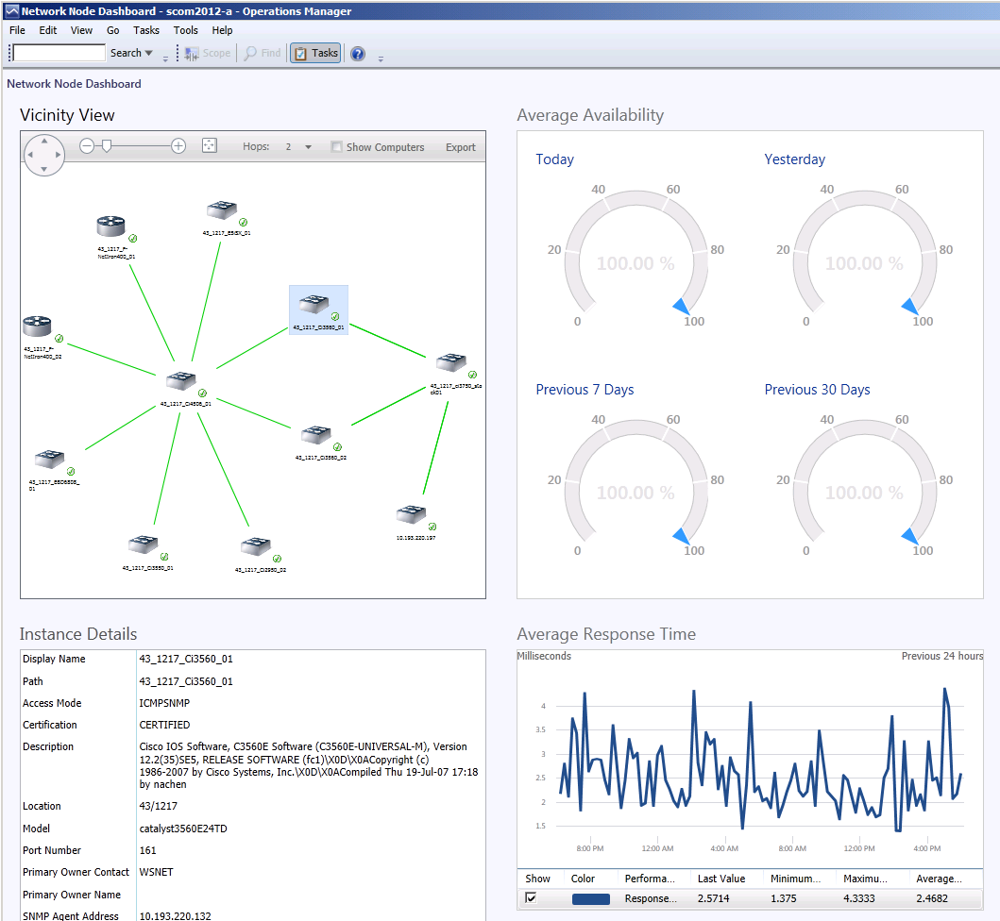 Network Node Dashboard - scom2012-a - Operations Manager
File Edit View Go Tasks Tools Help
Search Scope Find Tasks
Network Node Dashboard
Vicinity View
Hops: 2 Show Computers Export
43_1217_F-
NetIron400_01
43_1217_Ci3560_01
43_1217_F-
NetIron400_02
43_1217_ci3750_sta
ck01
43_1217_Ci4506_01
43_1217_Ci3560_02
01
10.193.220.197
43_1217_Ci3550_01
43_1217_Ci2950_02
Average Availability
Today
20 40 60 80
100.00 %
0 100
Yesterday
20 40 60 80
100.00 %
0 100
Previous 7 Days
20 40 60 80
100.00 %
0 100
Previous 30 Days
20 40 60 80
100.00 %
0 100
Instance Details
Display Name 43_1217_Ci3560_01
Path 43_1217_Ci3560_01
Access Mode ICMPSNMP
Certification CERTIFIED
Description Cisco IOS Software, C3560E Software (C3560E-UNIVERSAL-M), Version
12.2(35)SE5, RELEASE SOFTWARE (fc1)\X0D\X0ACopyright (c)
1986-2007 by Cisco Systems, Inc.\X0D\X0ACompiled Thu 19-Jul-07 17:18
by nachen
Location 43/1217
Model catalyst3560E24TD
Port Number 161
Primary Owner Contact WSNET
Primary Owner Name
SNMP Agent Address 10.193.220.132
Average Response Time
Milliseconds Previous 24 hours
4
3.5
3
2.5
2
1.5
8:00 PM 12:00 AM 4:00 AM 8:00 AM 12:00 PM 4:00 PM
Show Color Performa... Last Value Minimum... Maximu... Average...
Response... 2.5714 1.375 4.3333 2.4682